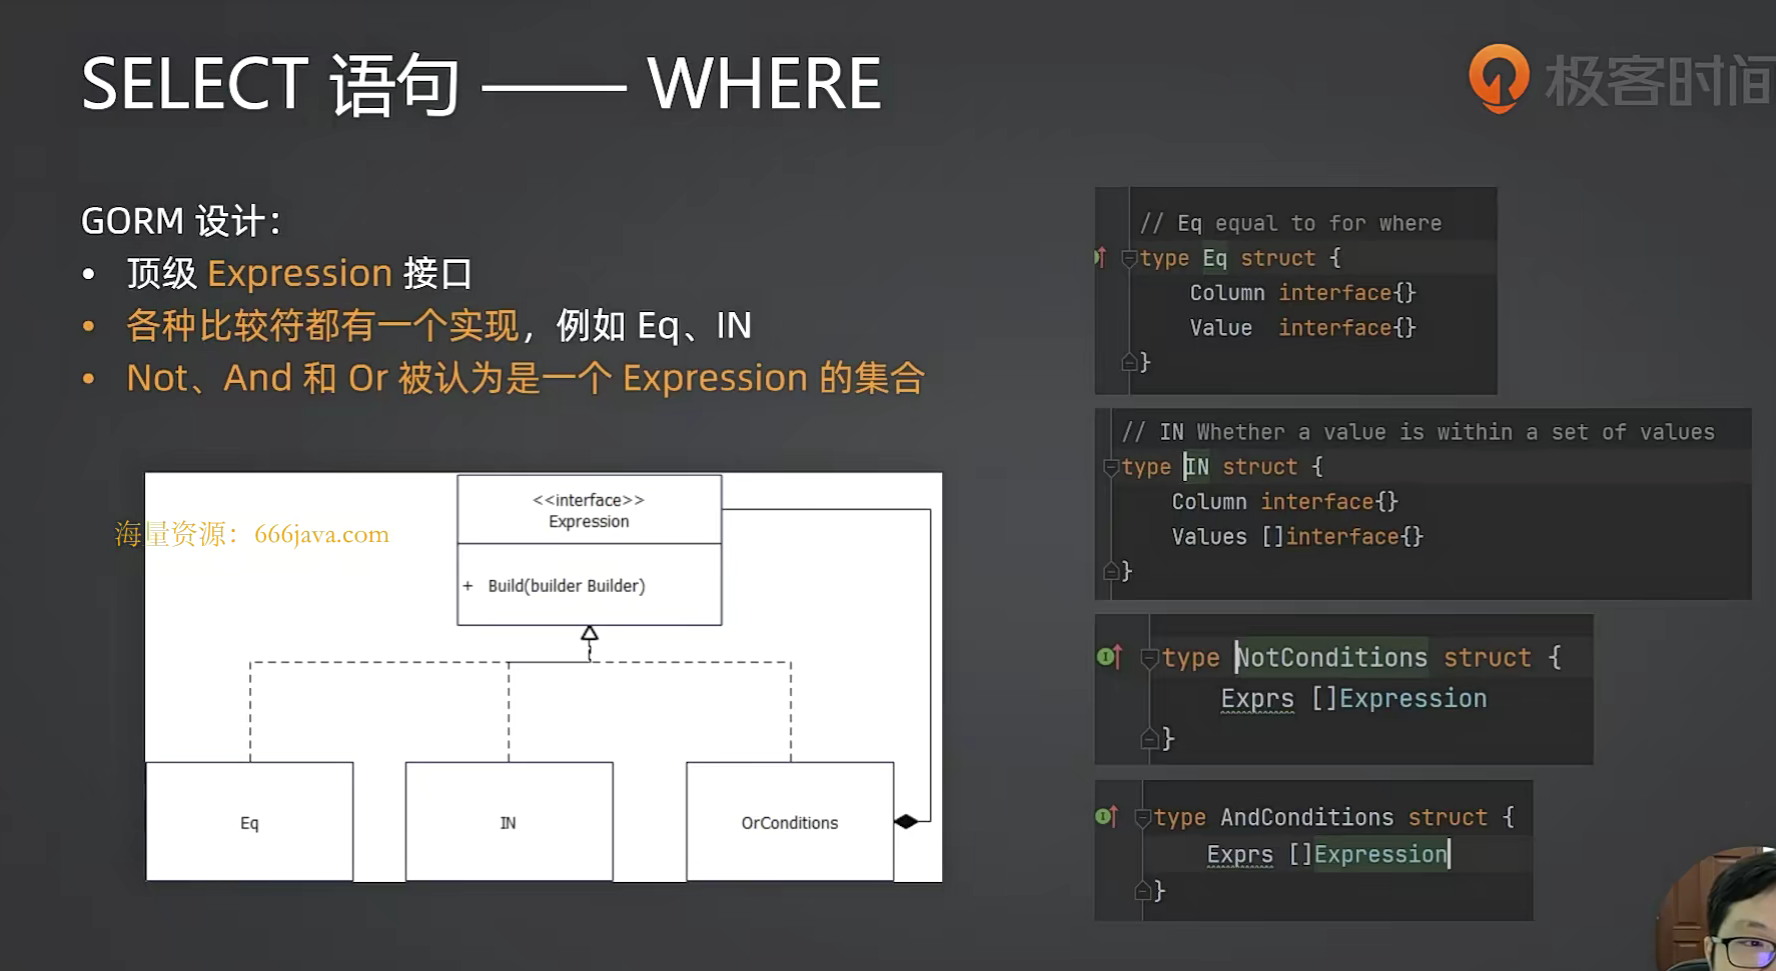 SELECT 语句 —— WHERE
极客时间
GORM 设计：
• 顶级 Expression 接口
• 各种比较符都有一个实现，例如 Eq、IN
• Not、And 和 Or 被认为是一个 Expression 的集合
海量资源：666java.com
<<interface>>
Expression
+ Build(builder Builder)
Eq
IN
OrConditions
// Eq equal to for where
type Eq struct {
Column interface{}
Value interface{}
}
// IN Whether a value is within a set of values
type IN struct {
Column interface{}
Values []interface{}
}
type NotConditions struct {
Exprs []Expression
}
type AndConditions struct {
Exprs []Expression
}